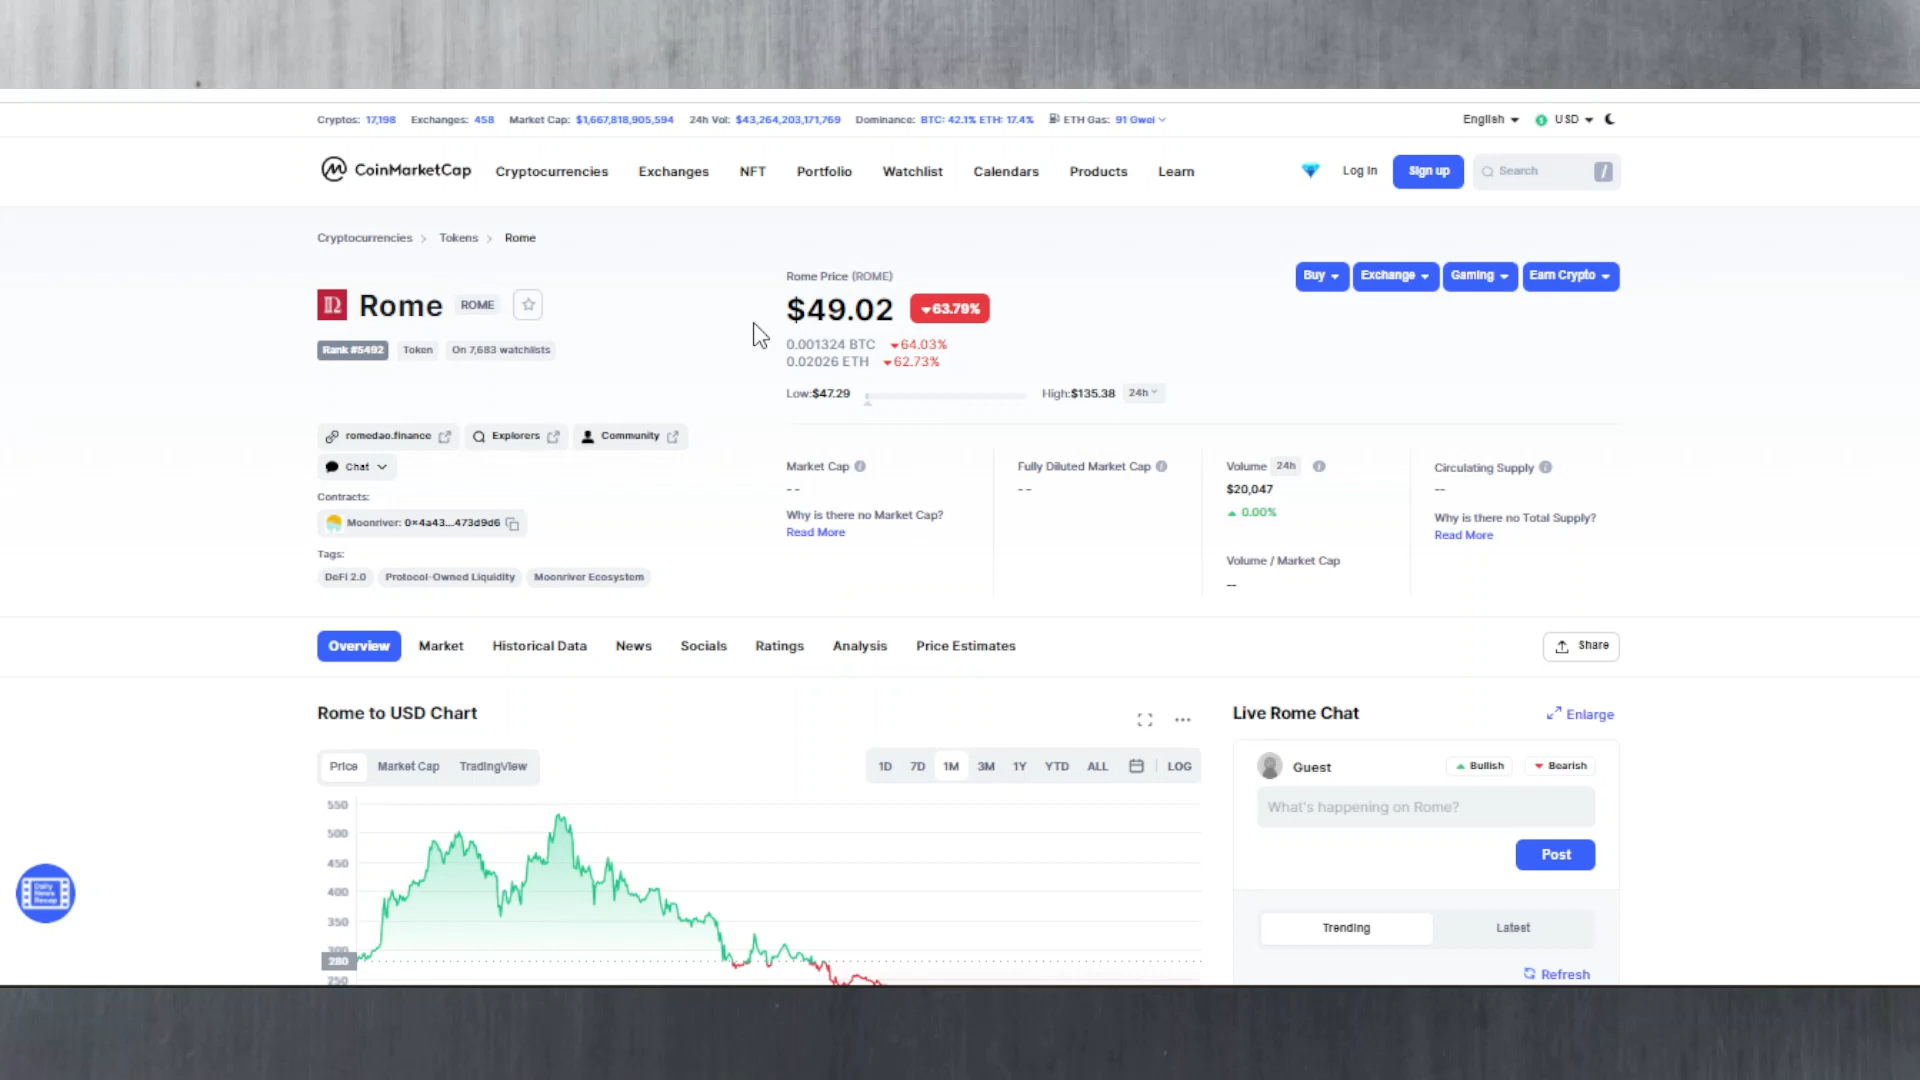 Cryptos: 17,198 Exchanges: 458 Market Cap: $1,667,818,905,594 24h Vol: $43,264,203,171,769 Dominance: BTC: 42.1% ETH: 17.4% ETH Gas: 91 Gwei English USD
CoinMarketCap Cryptocurrencies Exchanges NFT Portfolio Watchlist Calendars Products Learn Log In Sign up Search /
Cryptocurrencies > Tokens > Rome
Rome ROME
Rank #5492 Token On 7,683 watchlists
Rome Price (ROME)
$49.02 63.79%
0.001324 BTC 64.03%
0.02026 ETH 62.73%
Low:$47.29 High:$135.38 24h
Buy Exchange Gaming Earn Crypto
romedao.finance Explorers Community
Chat
Contracts:
Moonriver: 0x4a43...473d9d6
Tags:
DeFi 2.0 Protocol-Owned Liquidity Moonriver Ecosystem
Market Cap
--
Why is there no Market Cap?
Read More
Fully Diluted Market Cap
--
Volume 24h
$20,047
0.00%
Volume / Market Cap
--
Circulating Supply
--
Why is there no Total Supply?
Read More
Overview Market Historical Data News Socials Ratings Analysis Price Estimates Share
Rome to USD Chart
Price Market Cap TradingView 1D 7D 1M 3M 1Y YTD ALL LOG
550
500
450
400
350
300
280
250
Live Rome Chat Enlarge
Guest Bullish Bearish
What's happening on Rome?
Post
Trending Latest
Refresh
Daily
News
Recap